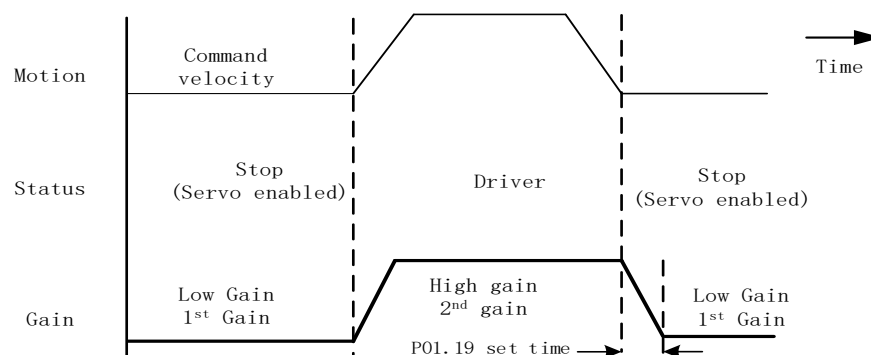 Command
velocity
Motion
Time
Status
Stop
(Servo enabled)
Driver
Stop
(Servo enabled)
Gain
Low Gain
1st Gain
High gain
2nd gain
Low Gain
1st Gain
P01.19 set time